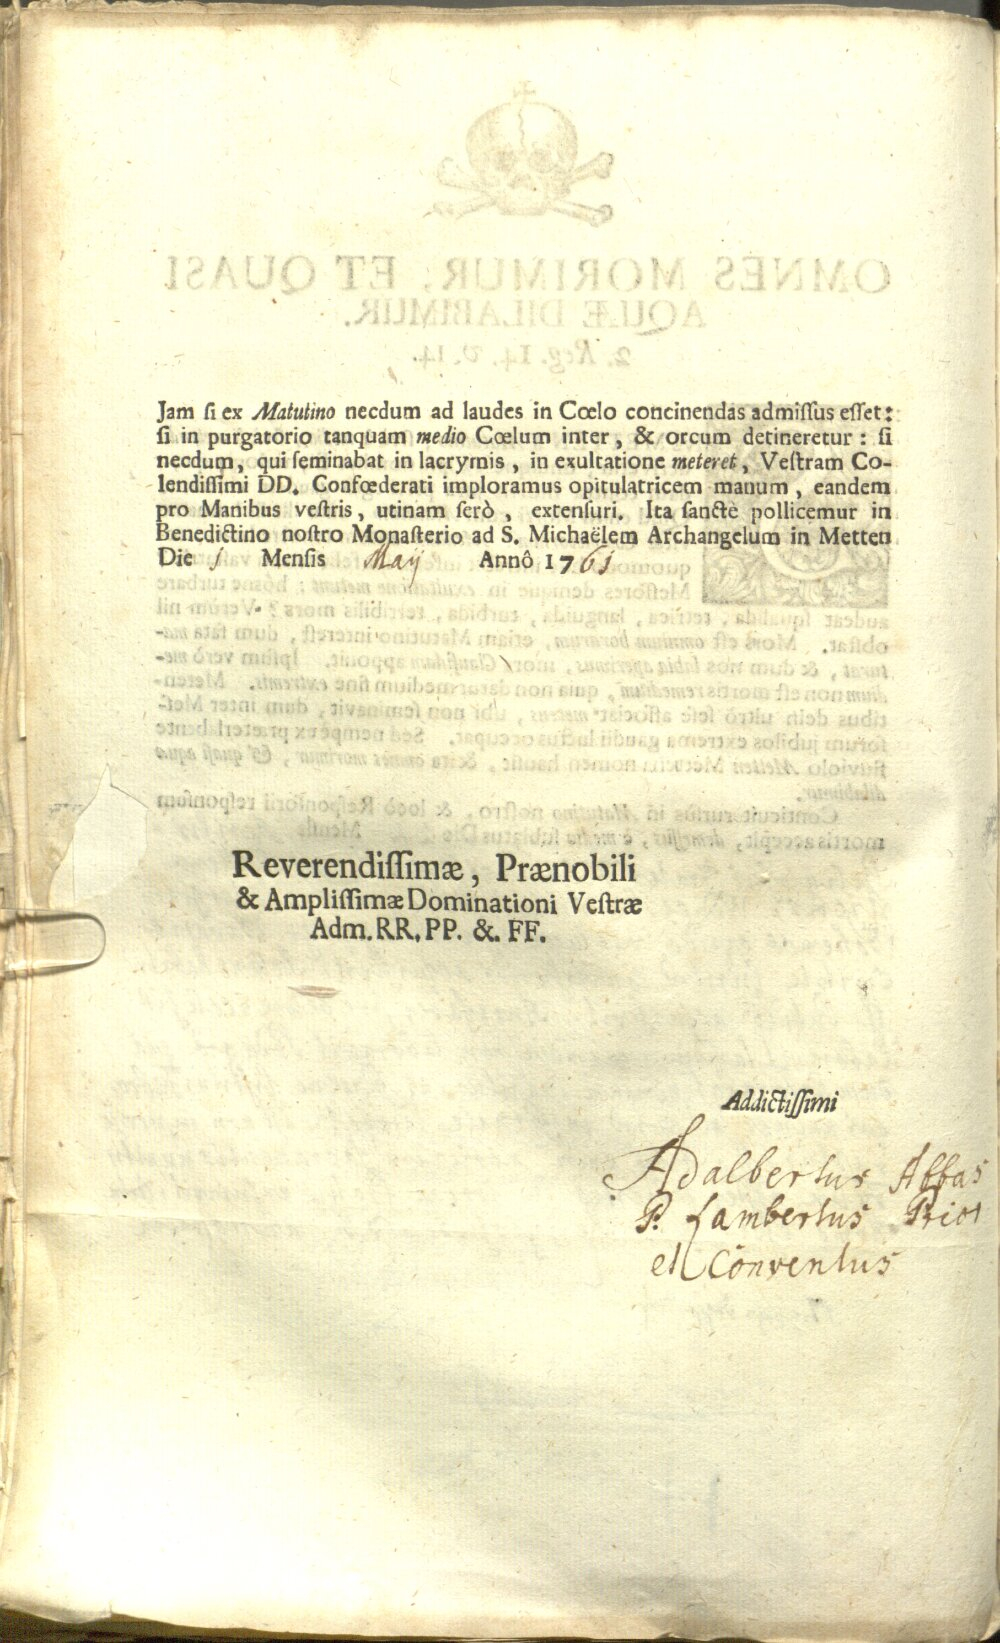 Jam ſi ex Matutino necdum ad laudes in Cœlo concinendas admiſſus eſſet:
ſi in purgatorio tanquam medio Cœlum inter, & orcum detineretur: ſi
necdum, qui ſeminabat in lacrymis, in exultatione meteret, Veſtram Co-
lendiſſimi DD. Confœderati imploramus opitulatricem manum, eandem
pro Manibus veſtris, utinam ſerò, extenſuri. Ita ſanctè pollicemur in
Benedictino noſtro Monaſterio ad S. Michaëlem Archangelum in Metten
Die 1 Menſis Maij Annô 1761
Reverendiſſimæ, Prænobili
& Ampliſſimæ Dominationi Veſtræ
Adm. RR. PP. &. FF.
Addictiſſimi
Adalbertus Abbas
P. Lambertus Prior
et Conventus